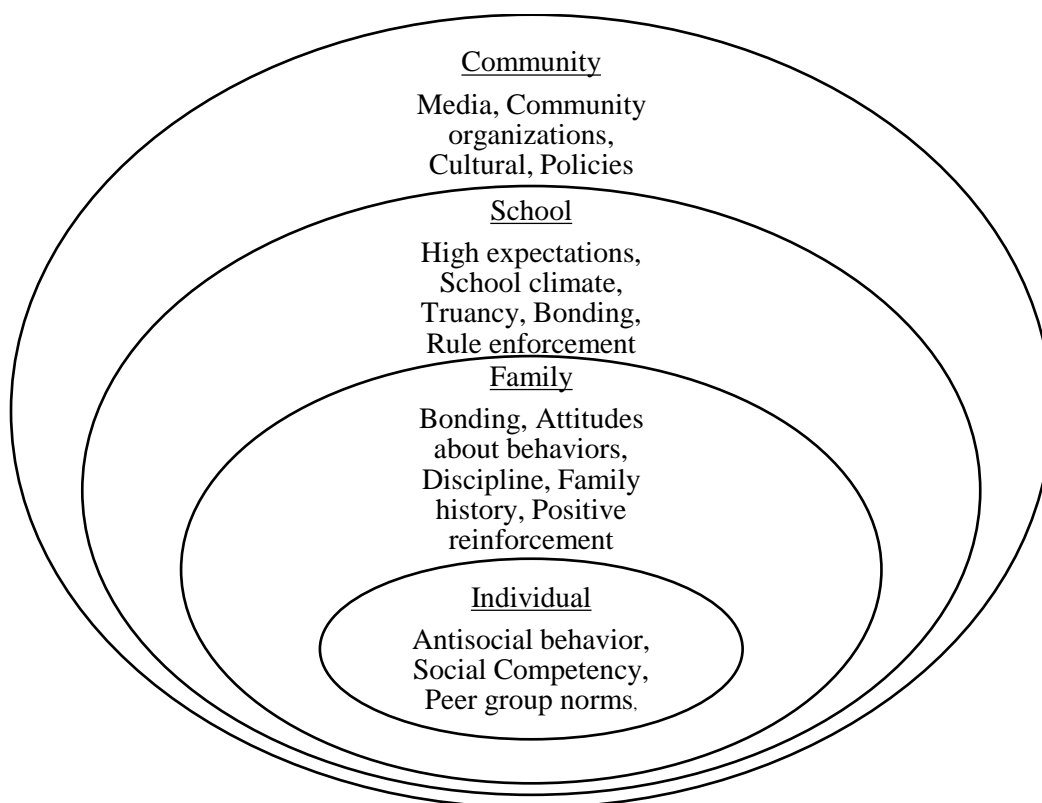 Community
Media, Community
organizations,
Cultural, Policies
School
High expectations,
School climate,
Truancy, Bonding,
Rule enforcement
Family
Bonding, Attitudes
about behaviors,
Discipline, Family
history, Positive
reinforcement
Individual
Antisocial behavior,
Social Competency,
Peer group norms,